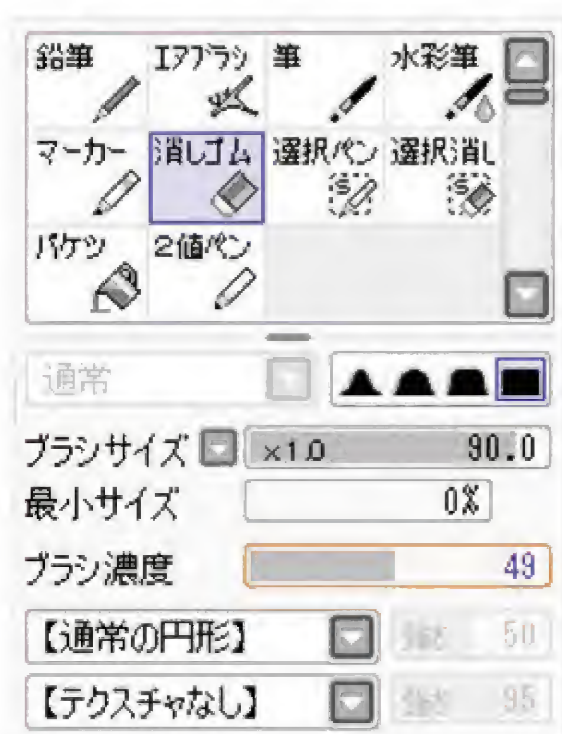 鉛筆 エアブラシ 筆 水彩筆
マーカー 消しゴム 選択ペン 選択消し
バケツ 2値ペン
通常
ブラシサイズ ×1.0 90.0
最小サイズ 0%
ブラシ濃度 49
【通常の円形】 50
【テクスチャなし】 95